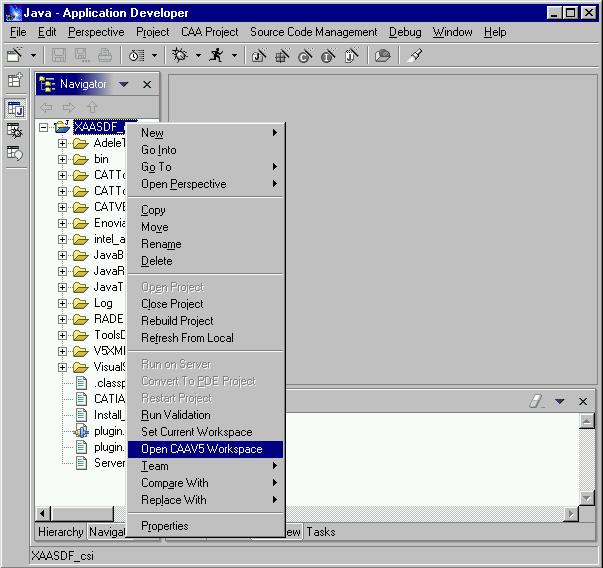 Java - Application Developer
File Edit Perspective Project CAA Project Source Code Management Debug Window Help
Navigator
XAASDF_
AdeleT
bin
CATTo
CATTo
CATVE
Enovia
intel_a
JavaB
JavaR
JavaT
Log
RADE
ToolsD
V5XMI
VisualS
.classp
CATIA
Install_
plugin.
plugin.
Server
New
Go Into
Go To
Open Perspective
Copy
Move
Rename
Delete
Open Project
Close Project
Rebuild Project
Refresh From Local
Run on Server
Convert To PDE Project
Restart Project
Run Validation
Set Current Workspace
Open CAAV5 Workspace
Team
Compare With
Replace With
Properties
Hierarchy Navigat ew Tasks
XAASDF_csi